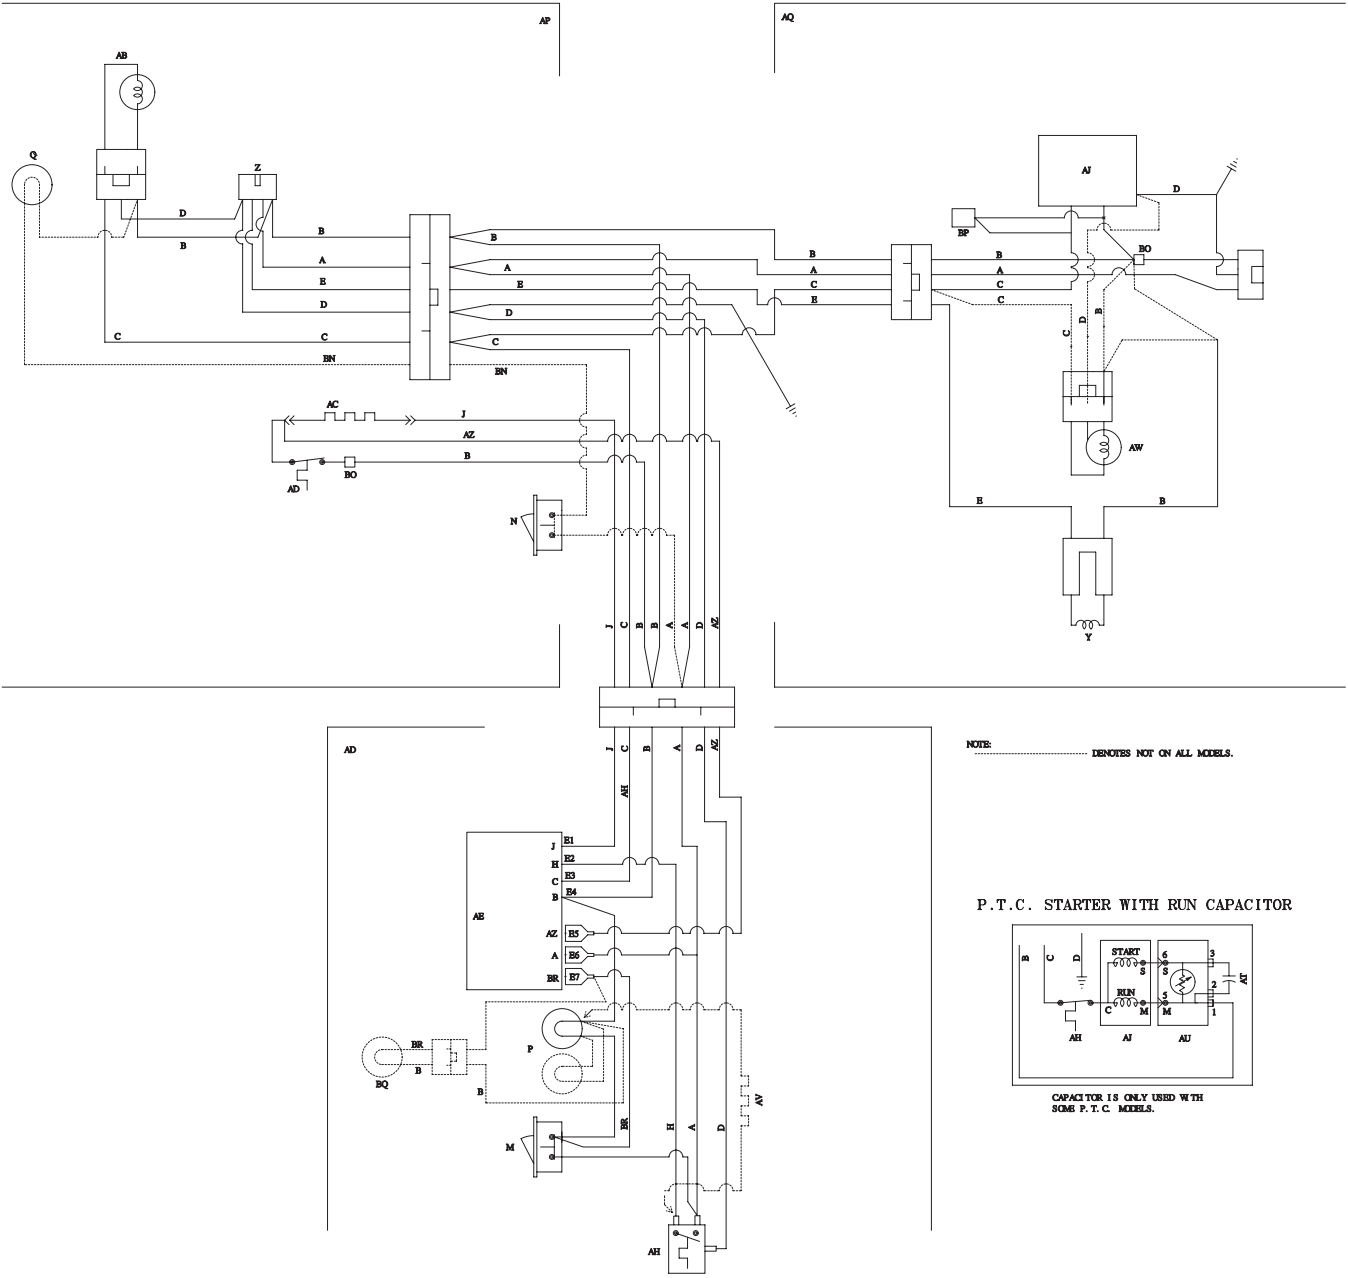 AP
AQ
AB
Q
Z
AJ
D
D
B
B
B
BP
BO
B
B
A
A
A
A
E
E
C
C
D
D
E
C
D
B
C
C
C
C
BN
BN
AC
J
AZ
B
AD
BO
AW
N
E
B
Y
J
C
B
B
A
A
D
AZ
AD
J
C
B
A
D
AZ
NOTE:
DENOTES NOT ON ALL MODELS.
AH
J
E1
H
E2
C
E3
B
E4
AE
AZ
E5
A
E6
BR
E7
P.T.C. STARTER WITH RUN CAPACITOR
B
C
D
START
S
6
S
3
RUN
C
M
5
M
2
1
AT
AH
AJ
AU
CAPACITOR IS ONLY USED WITH
SOME P.T.C. MODELS.
BR
B
BQ
P
B
AV
M
BR
H
A
D
AH